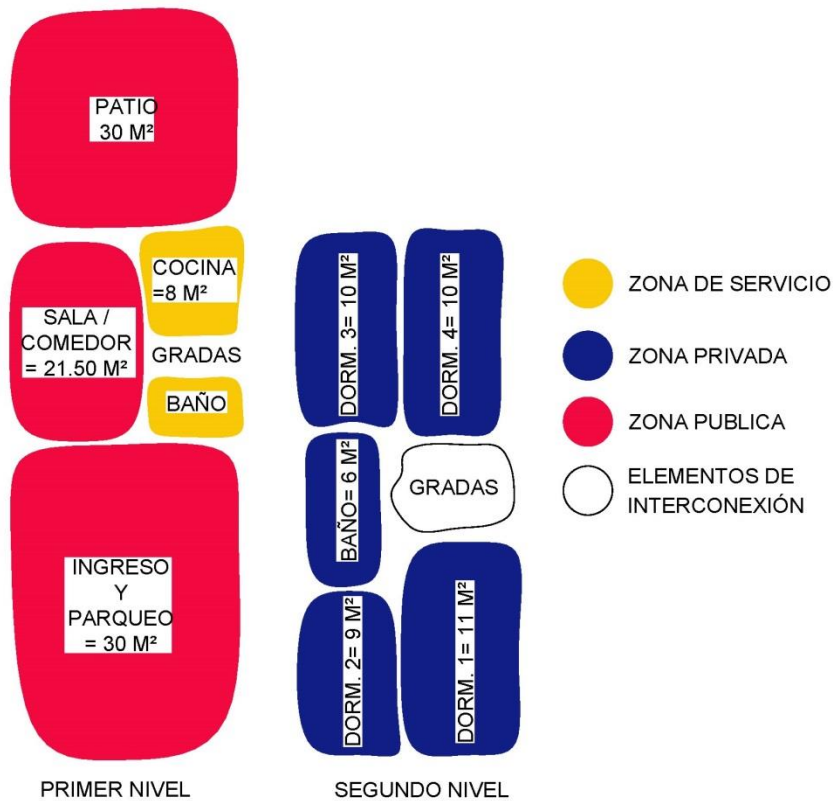 PATIO
30 M²
COCINA
=8 M²
SALA /
COMEDOR
= 21.50 M²
GRADAS
BAÑO
INGRESO
Y
PARQUEO
= 30 M²
PRIMER NIVEL
DORM. 3= 10 M²
DORM. 4= 10 M²
BAÑO= 6 M²
GRADAS
DORM. 2= 9 M²
DORM. 1= 11 M²
SEGUNDO NIVEL
ZONA DE SERVICIO
ZONA PRIVADA
ZONA PUBLICA
ELEMENTOS DE
INTERCONEXIÓN